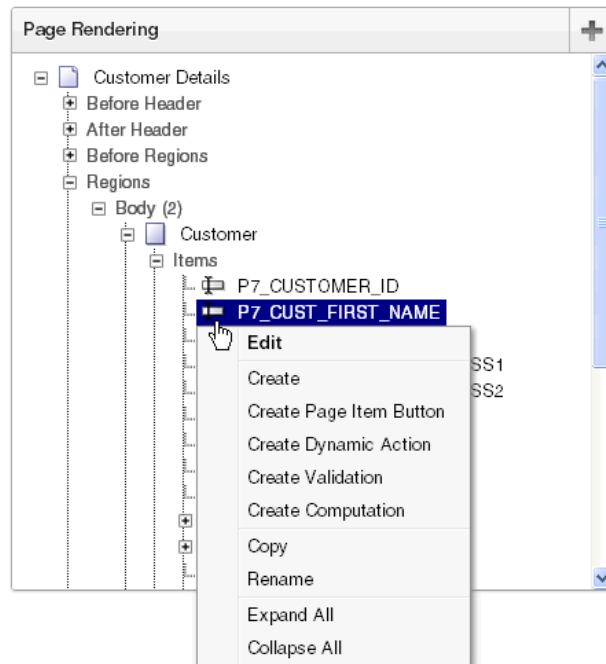 Page Rendering
Customer Details
Before Header
After Header
Before Regions
Regions
Body (2)
Customer
Items
P7_CUSTOMER_ID
P7_CUST_FIRST_NAME
Edit
SS1
Create
SS2
Create Page Item Button
Create Dynamic Action
Create Validation
Create Computation
Copy
Rename
Expand All
Collapse All